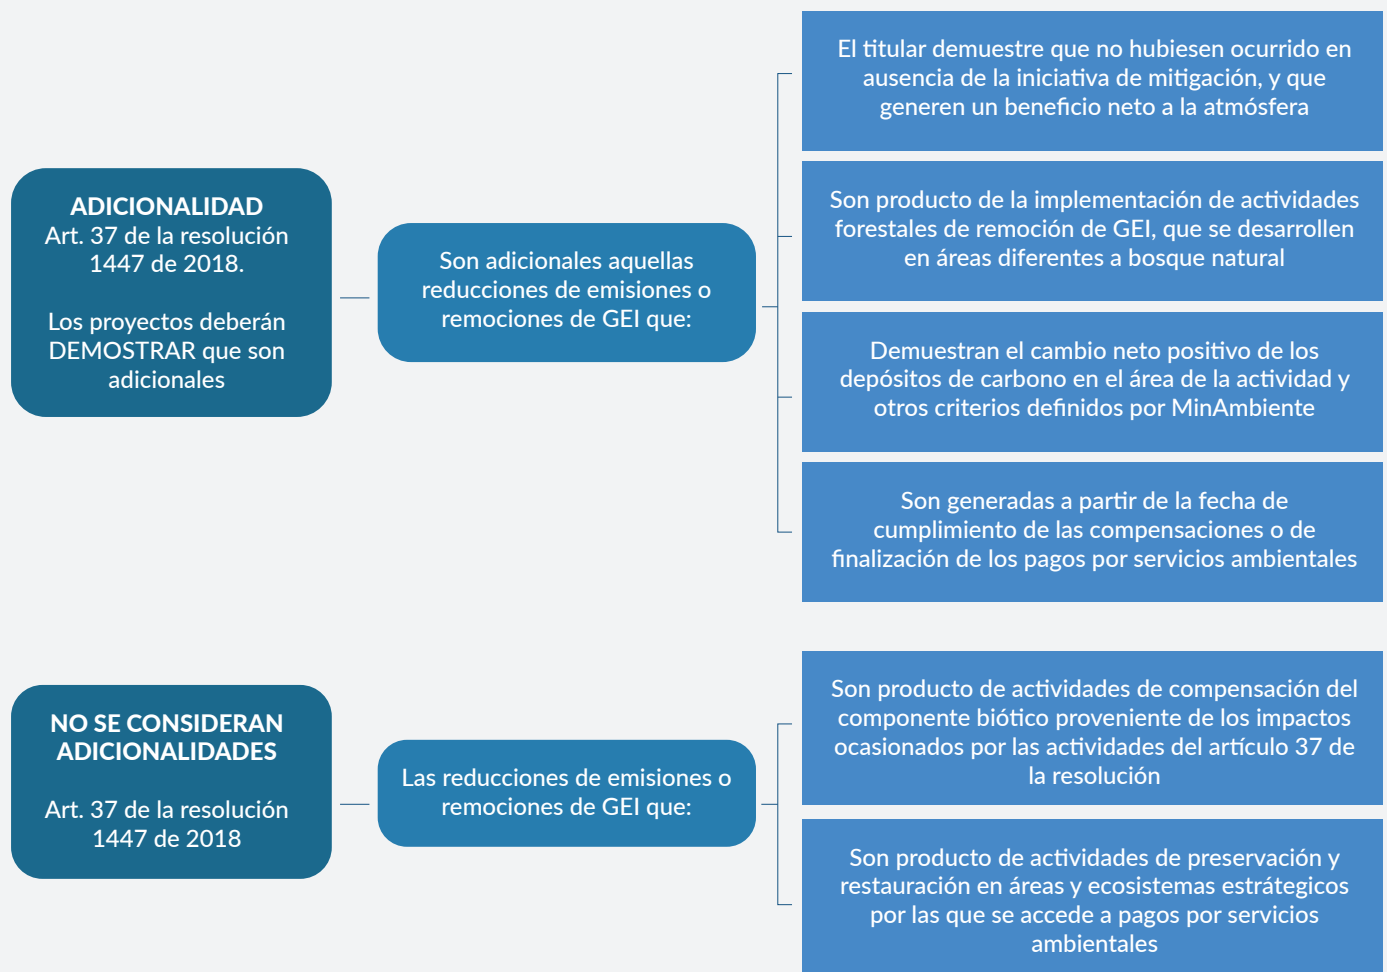 ADICIONALIDAD
Art. 37 de la resolución
1447 de 2018.
Los proyectos deberán
DEMOSTRAR que son
adicionales
Son adicionales aquellas
reducciones de emisiones o
remociones de GEI que:
El titular demuestre que no hubiesen ocurrido en
ausencia de la iniciativa de mitigación, y que
generen un beneficio neto a la atmósfera
Son producto de la implementación de actividades
forestales de remoción de GEI, que se desarrollen
en áreas diferentes a bosque natural
Demuestran el cambio neto positivo de los
depósitos de carbono en el área de la actividad y
otros criterios definidos por MinAmbiente
Son generadas a partir de la fecha de
cumplimiento de las compensaciones o de
finalización de los pagos por servicios ambientales
NO SE CONSIDERAN
ADICIONALIDADES
Art. 37 de la resolución
1447 de 2018
Las reducciones de emisiones o
remociones de GEI que:
Son producto de actividades de compensación del
componente biótico proveniente de los impactos
ocasionados por las actividades del artículo 37 de
la resolución
Son producto de actividades de preservación y
restauración en áreas y ecosistemas estrátegicos
por las que se accede a pagos por servicios
ambientales